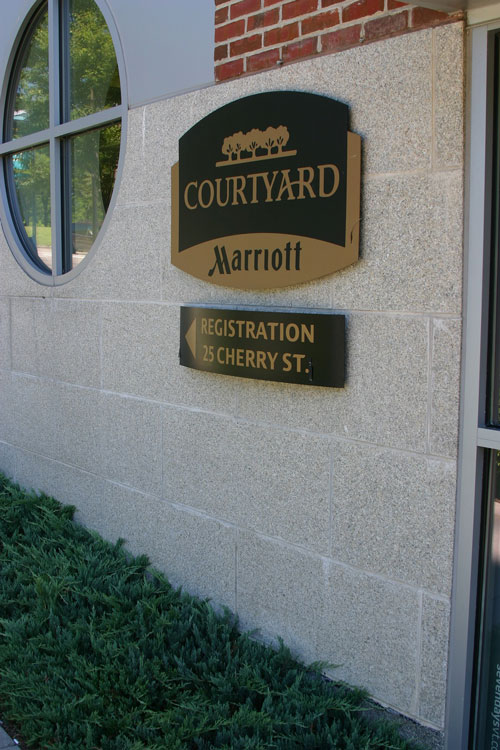 COURTYARD
Marriott
REGISTRATION
25 CHERRY ST.